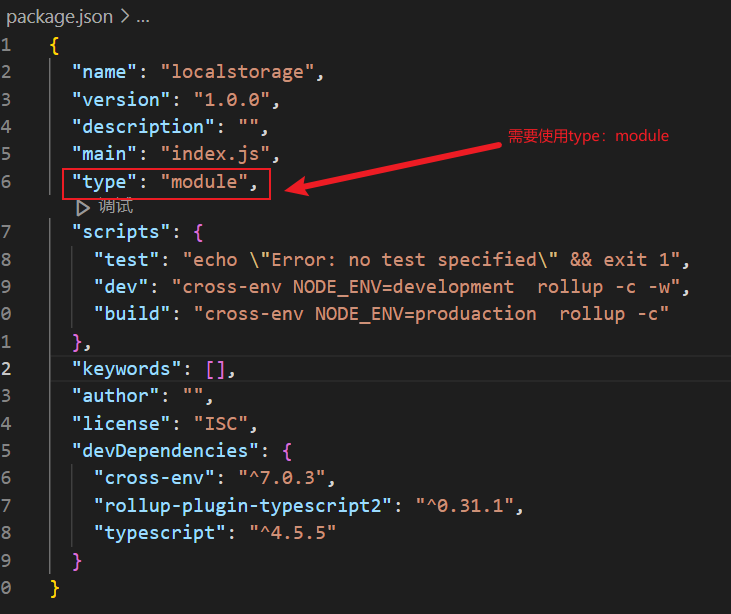 package.json > ...
1 {
2 "name": "localstorage",
3 "version": "1.0.0",
4 "description": "",
5 "main": "index.js",
需要使用type：module
6 "type": "module",
调试
7 "scripts": {
8 "test": "echo \"Error: no test specified\" && exit 1",
9 "dev": "cross-env NODE_ENV=development  rollup -c -w",
0 "build": "cross-env NODE_ENV=produaction  rollup -c"
1 },
2 "keywords": [],
3 "author": "",
4 "license": "ISC",
5 "devDependencies": {
6 "cross-env": "^7.0.3",
7 "rollup-plugin-typescript2": "^0.31.1",
8 "typescript": "^4.5.5"
9 }
0 }